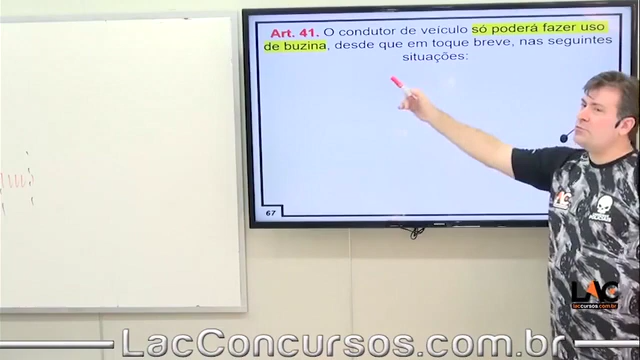 Art. 41. O condutor de veículo só poderá fazer uso
de buzina, desde que em toque breve, nas seguintes
situações:
67
LAC
laccursos.com.br
LacConcursos.com.br